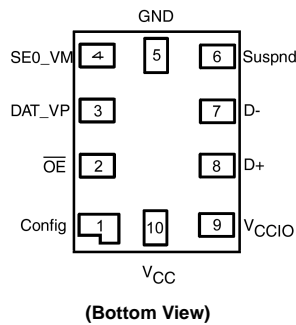 GND
SE0_VM 4 5 6 Suspnd
DAT_VP 3 7 D-
OE 2 8 D+
Config 1 10 9 VCCIO
VCC
(Bottom View)